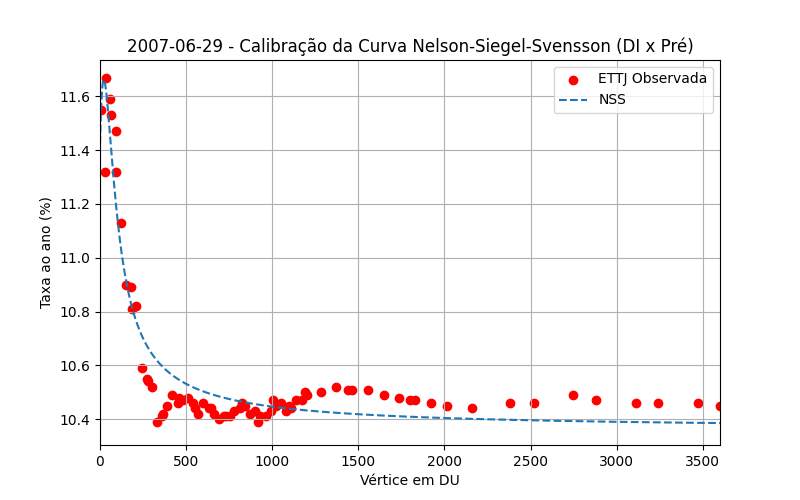 2007-06-29 - Calibração da Curva Nelson-Siegel-Svensson (DI x Pré)
ETTJ Observada
NSS
Taxa ao ano (%)
11.6
11.4
11.2
11.0
10.8
10.6
10.4
0 500 1000 1500 2000 2500 3000 3500
Vértice em DU